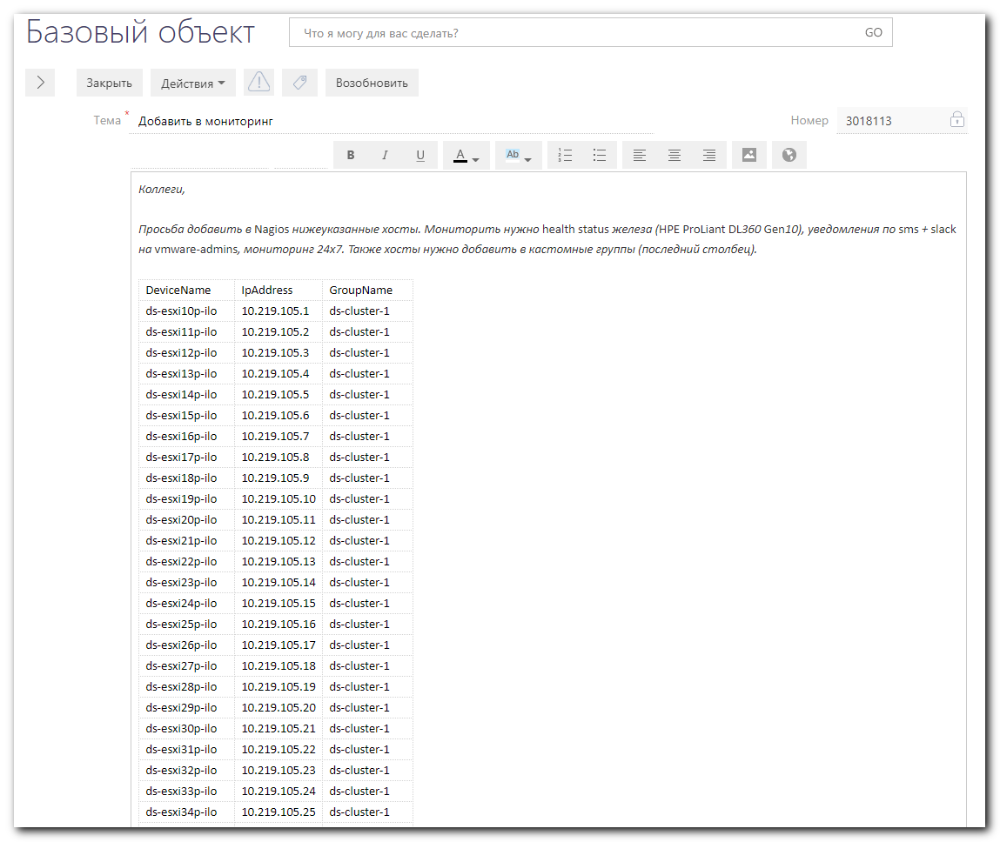 Базовый объект
Что я могу для вас сделать? GO
Закрыть Действия Возобновить
Тема * Добавить в мониторинг Номер 3018113
B I U A Ab
Коллеги,
Просьба добавить в Nagios нижеуказанные хосты. Мониторить нужно health status железа (HPE ProLiant DL360 Gen10), уведомления по sms + slack
на vmware-admins, мониторинг 24x7. Также хосты нужно добавить в кастомные группы (последний столбец).
DeviceName IpAddress GroupName
ds-esxi10p-ilo 10.219.105.1 ds-cluster-1
ds-esxi11p-ilo 10.219.105.2 ds-cluster-1
ds-esxi12p-ilo 10.219.105.3 ds-cluster-1
ds-esxi13p-ilo 10.219.105.4 ds-cluster-1
ds-esxi14p-ilo 10.219.105.5 ds-cluster-1
ds-esxi15p-ilo 10.219.105.6 ds-cluster-1
ds-esxi16p-ilo 10.219.105.7 ds-cluster-1
ds-esxi17p-ilo 10.219.105.8 ds-cluster-1
ds-esxi18p-ilo 10.219.105.9 ds-cluster-1
ds-esxi19p-ilo 10.219.105.10 ds-cluster-1
ds-esxi20p-ilo 10.219.105.11 ds-cluster-1
ds-esxi21p-ilo 10.219.105.12 ds-cluster-1
ds-esxi22p-ilo 10.219.105.13 ds-cluster-1
ds-esxi23p-ilo 10.219.105.14 ds-cluster-1
ds-esxi24p-ilo 10.219.105.15 ds-cluster-1
ds-esxi25p-ilo 10.219.105.16 ds-cluster-1
ds-esxi26p-ilo 10.219.105.17 ds-cluster-1
ds-esxi27p-ilo 10.219.105.18 ds-cluster-1
ds-esxi28p-ilo 10.219.105.19 ds-cluster-1
ds-esxi29p-ilo 10.219.105.20 ds-cluster-1
ds-esxi30p-ilo 10.219.105.21 ds-cluster-1
ds-esxi31p-ilo 10.219.105.22 ds-cluster-1
ds-esxi32p-ilo 10.219.105.23 ds-cluster-1
ds-esxi33p-ilo 10.219.105.24 ds-cluster-1
ds-esxi34p-ilo 10.219.105.25 ds-cluster-1